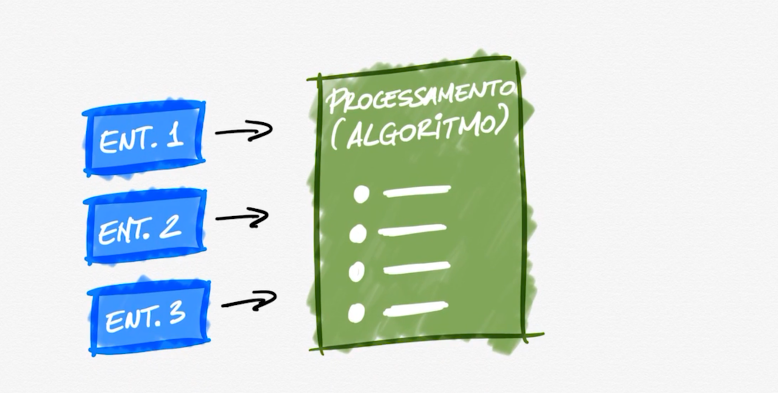 ENT. 1
ENT. 2
ENT. 3
PROCESSAMENTO
(ALGORiTMO)